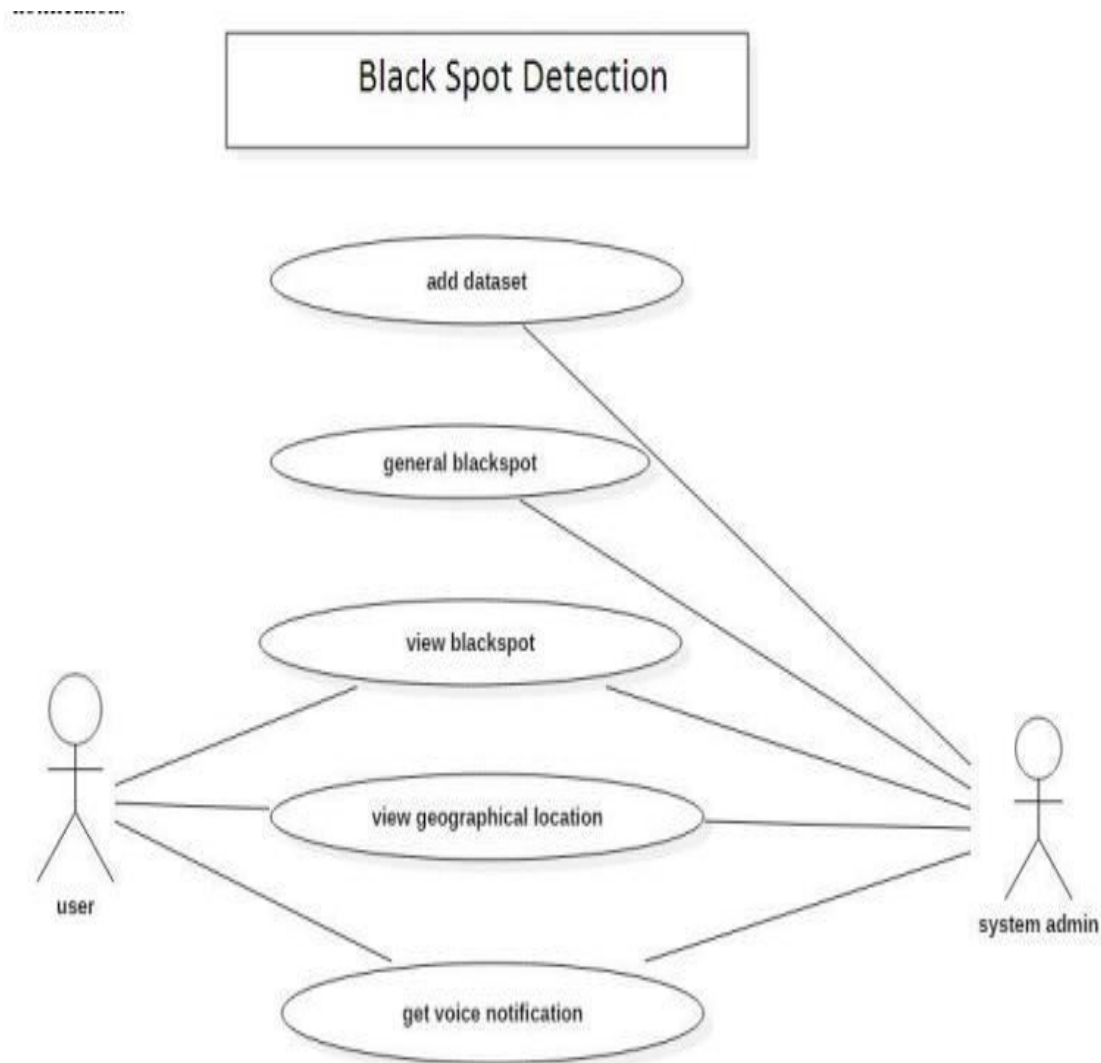 Black Spot Detection
add dataset
general blackspot
view blackspot
view geographical location
user
system admin
get voice notification